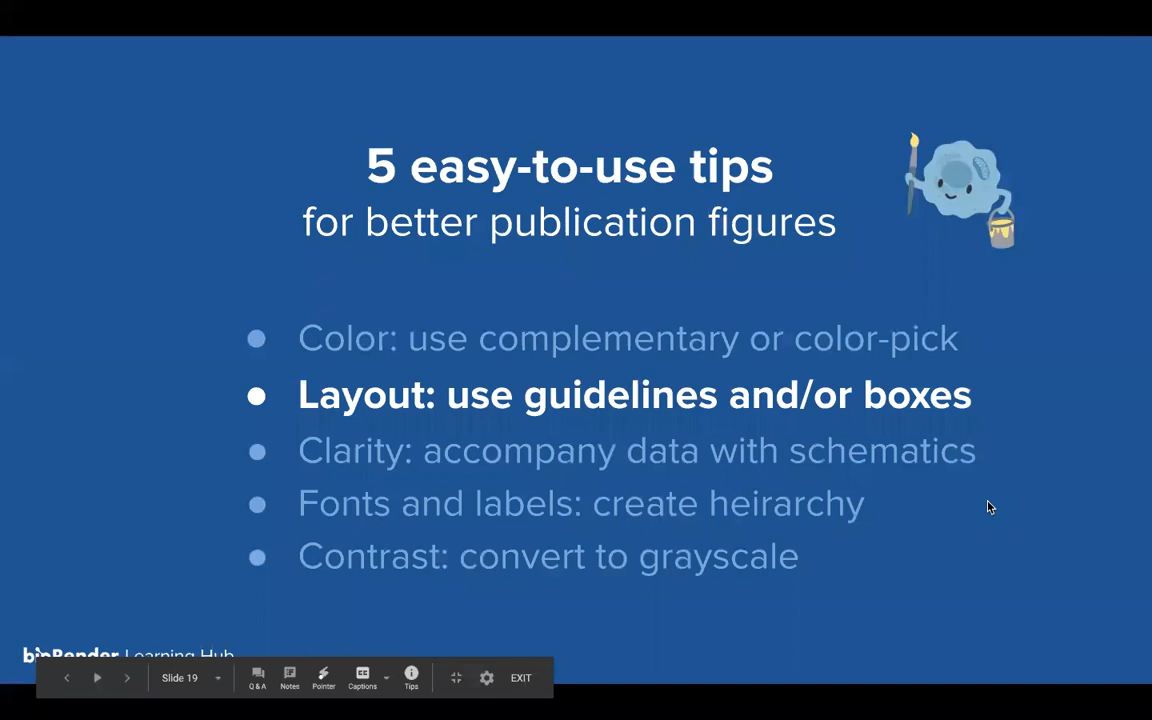 5 easy-to-use tips
for better publication figures
● Color: use complementary or color-pick
● Layout: use guidelines and/or boxes
● Clarity: accompany data with schematics
● Fonts and labels: create heirarchy
● Contrast: convert to grayscale
bioRender Learning Hub
Slide 19
Q & A
Notes
Pointer
CC
Captions
Tips
EXIT